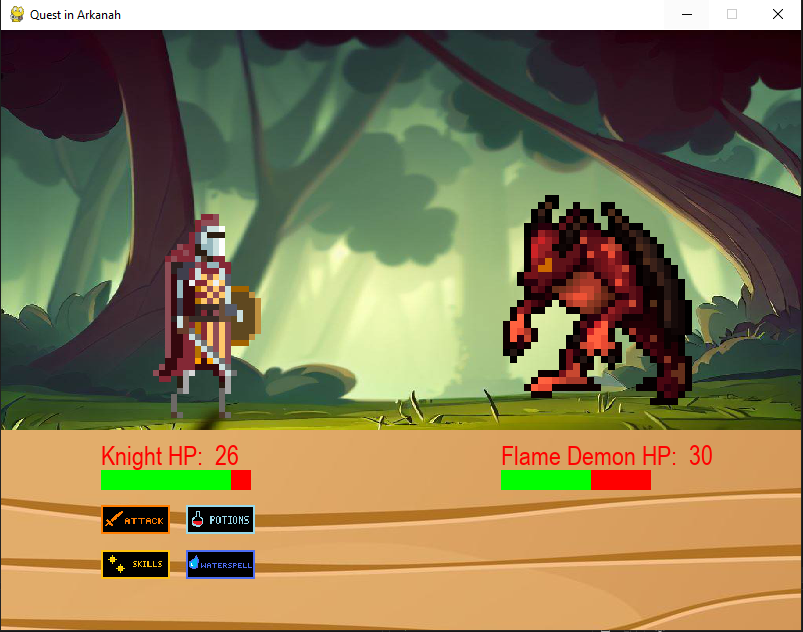 Quest in Arkanah
Knight HP: 26
Flame Demon HP: 30
ATTACK
POTIONS
SKILLS
WATERSPELL